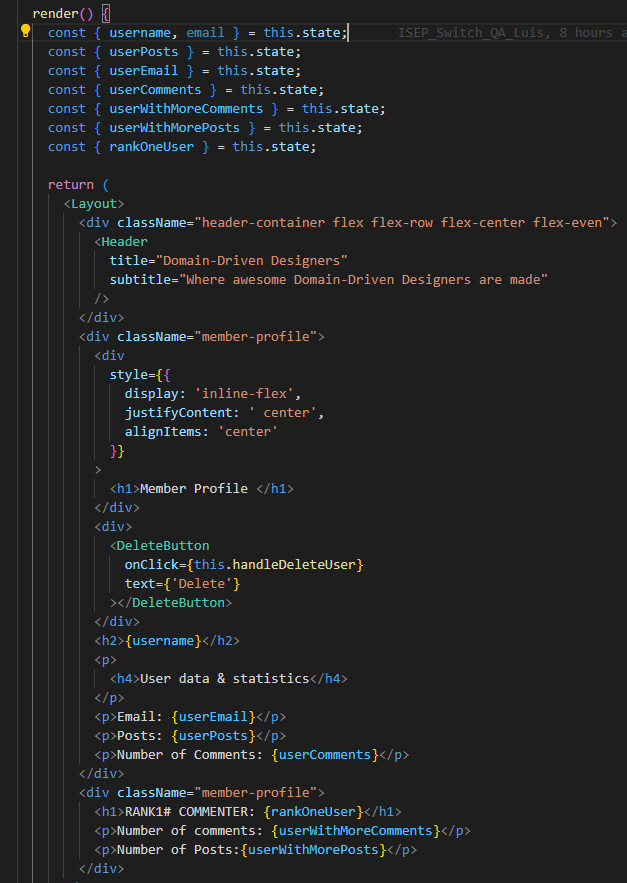 render() {
const { username, email } = this.state;    ISEP_Switch_QA_Luis, 8 hours a
const { userPosts } = this.state;
const { userEmail } = this.state;
const { userComments } = this.state;
const { userWithMoreComments } = this.state;
const { userWithMorePosts } = this.state;
const { rankOneUser } = this.state;
return (
<Layout>
<div className="header-container flex flex-row flex-center flex-even">
<Header
title="Domain-Driven Designers"
subtitle="Where awesome Domain-Driven Designers are made"
/>
</div>
<div className="member-profile">
<div
style={{
display: 'inline-flex',
justifyContent: ' center',
alignItems: 'center'
}}
>
<h1>Member Profile </h1>
</div>
<div>
<DeleteButton
onClick={this.handleDeleteUser}
text={'Delete'}
></DeleteButton>
</div>
<h2>{username}</h2>
<p>
<h4>User data & statistics</h4>
</p>
<p>Email: {userEmail}</p>
<p>Posts: {userPosts}</p>
<p>Number of Comments: {userComments}</p>
</div>
<div className="member-profile">
<h1>RANK1# COMMENTER: {rankOneUser}</h1>
<p>Number of comments: {userWithMoreComments}</p>
<p>Number of Posts:{userWithMorePosts}</p>
</div>